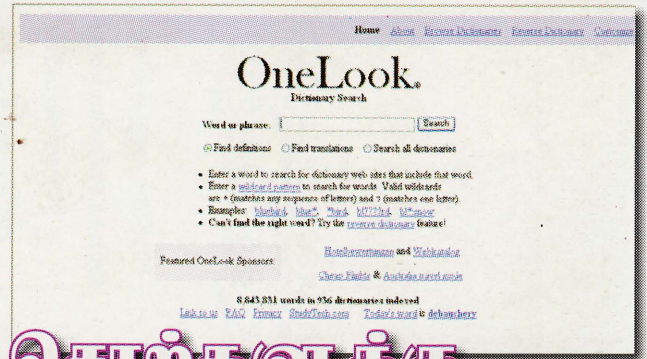 Home About Browse Dictionaries Reverse Dictionary Customize
OneLook®
Dictionary Search
Word or phrase: Search
Find definitions Find translations Search all dictionaries
• Enter a word to search for dictionary web sites that include that word.
• Enter a wildcard pattern to search for words. Valid wildcards
are * (matches any sequence of letters) and ? (matches one letter).
• Examples: bluebird, blue*, *bird, bl????rd, bl*:snow
• Can't find the right word? Try the reverse dictionary feature!
Featured OneLook Sponsors:
Hotelbewertungen and Webkatalog
Cheap Flights & Australia travel guide
8,843,831 words in 936 dictionaries indexed
Link to us FAQ Privacy StudyTech.com Today's word is debauchery